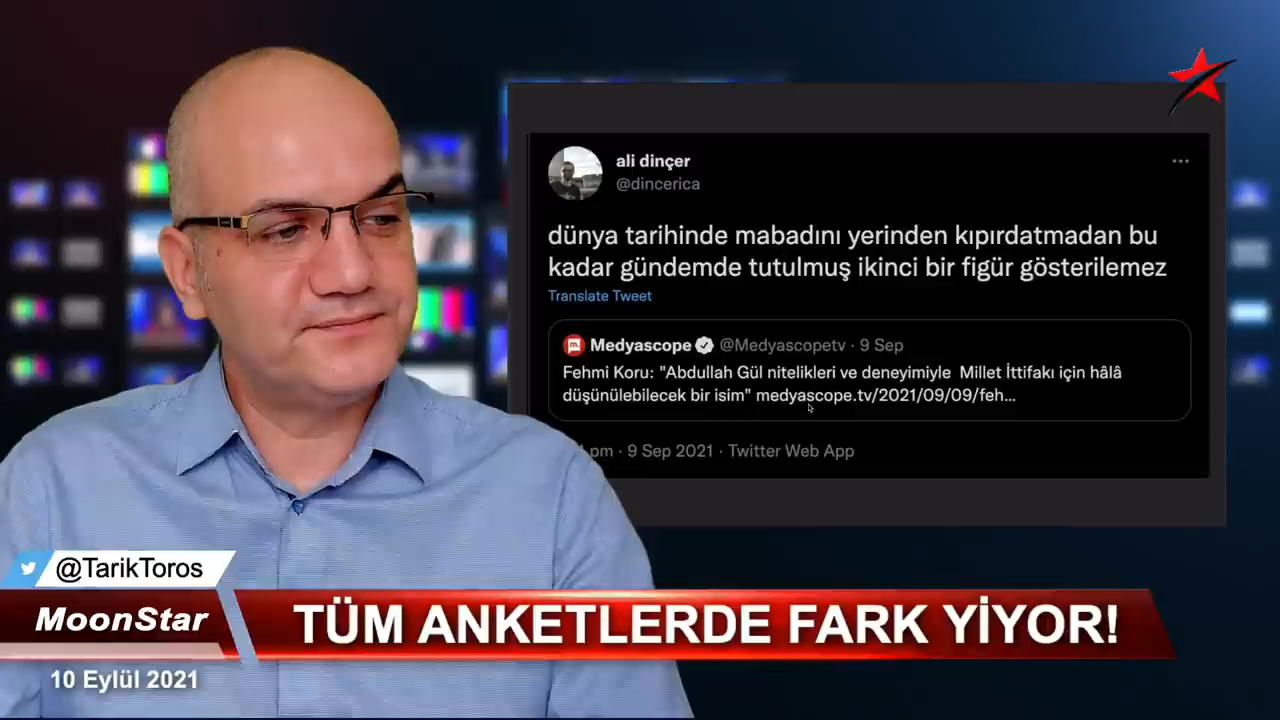 ali dinçer
@dincerica
dünya tarihinde mabadını yerinden kıpırdatmadan bu
kadar gündemde tutulmuş ikinci bir figür gösterilemez
Translate Tweet
Medyascope @Medyascopetv · 9 Sep
Fehmi Koru: "Abdullah Gül nitelikleri ve deneyimiyle Millet İttifakı için hâlâ
düşünülebilecek bir isim" medyascope.tv/2021/09/09/feh...
pm · 9 Sep 2021 · Twitter Web App
@TarikToros
MoonStar
TÜM ANKETLERDE FARK YİYOR!
10 Eylül 2021